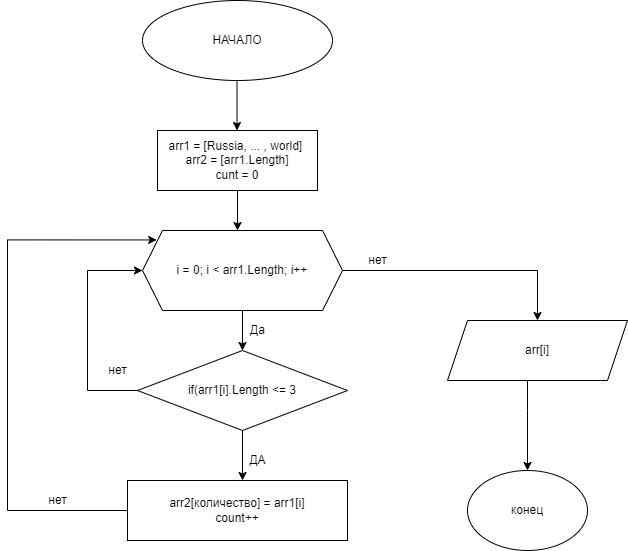 НАЧАЛО
arr1 = [Russia, ... , world]
arr2 = [arr1.Length]
cunt = 0
i = 0; i < arr1.Length; i++
нет
Да
arr[i]
нет
if(arr1[i].Length <= 3
ДА
нет
arr2[количество] = arr1[i]
count++
конец